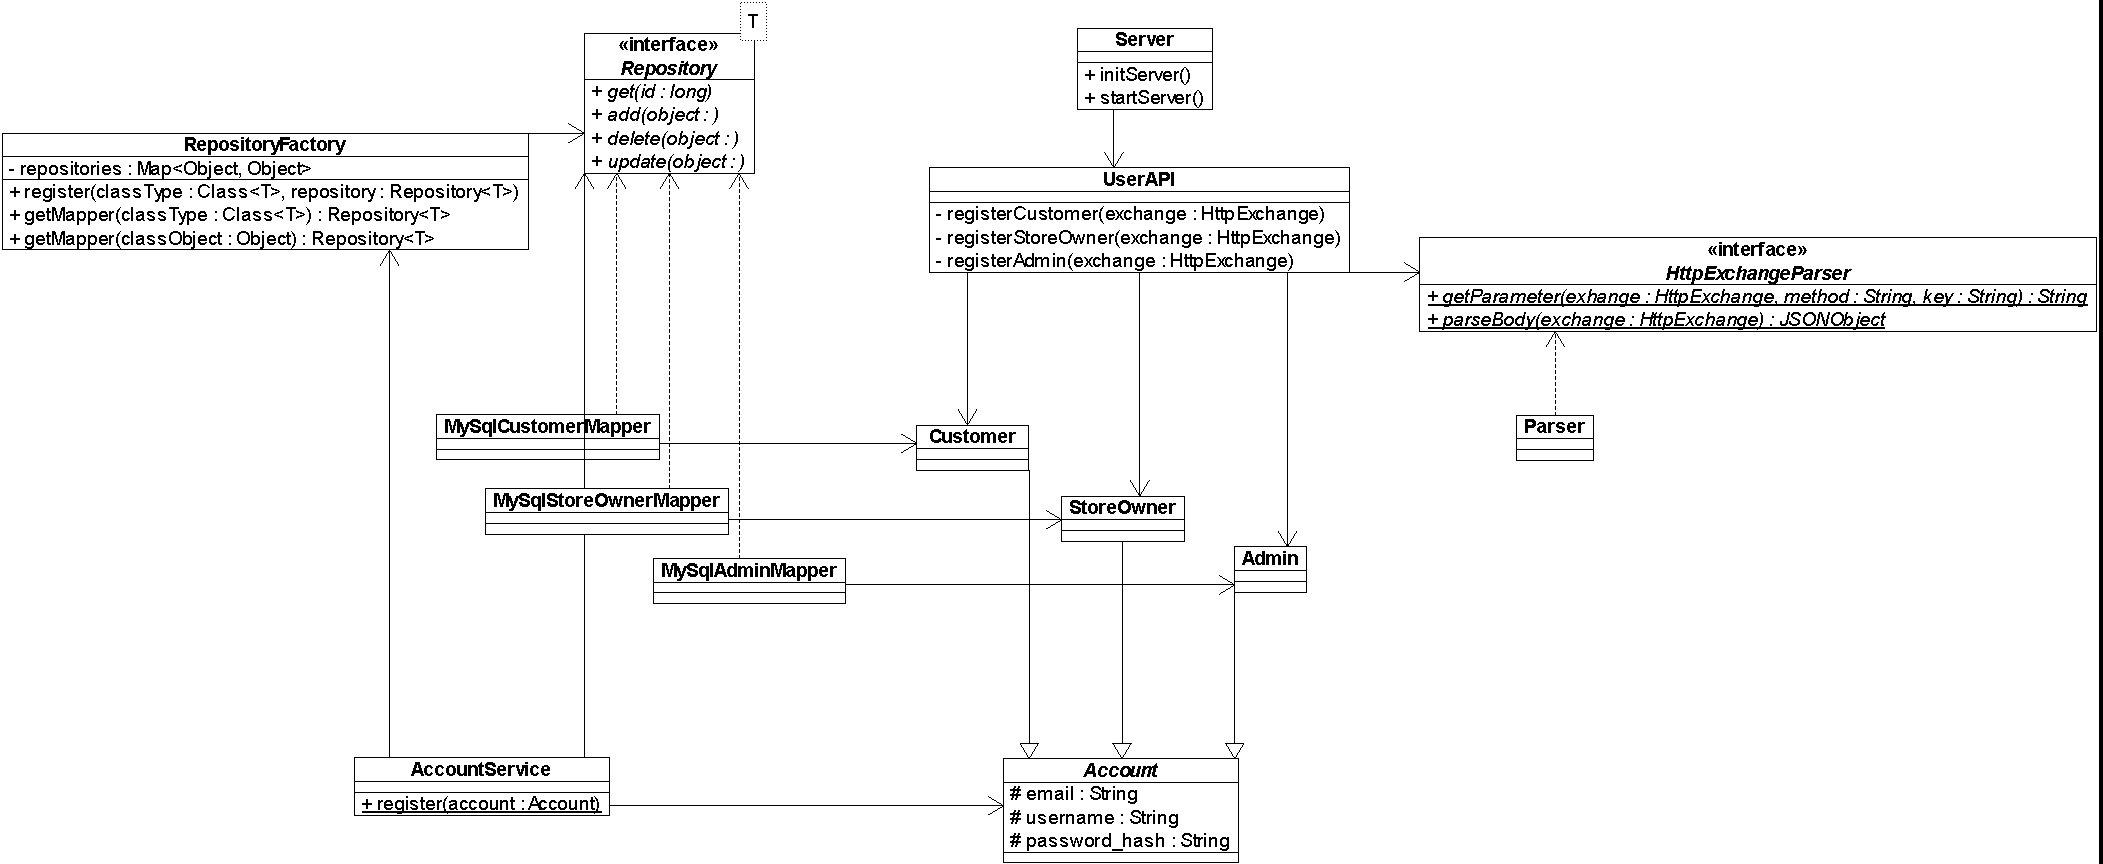 T
«interface»
Repository
+ get(id : long)
+ add(object : )
+ delete(object : )
+ update(object : )
Server
+ initServer()
+ startServer()
RepositoryFactory
- repositories : Map<Object, Object>
+ register(classType : Class<T>, repository : Repository<T>)
+ getMapper(classType : Class<T>) : Repository<T>
+ getMapper(classObject : Object) : Repository<T>
UserAPI
- registerCustomer(exchange : HttpExchange)
- registerStoreOwner(exchange : HttpExchange)
- registerAdmin(exchange : HttpExchange)
«interface»
HttpExchangeParser
+ getParameter(exhange : HttpExchange, method : String, key : String) : String
+ parseBody(exchange : HttpExchange) : JSONObject
MySqlCustomerMapper
Customer
Parser
MySqlStoreOwnerMapper
StoreOwner
MySqlAdminMapper
Admin
AccountService
+ register(account : Account)
Account
# email : String
# username : String
# password_hash : String